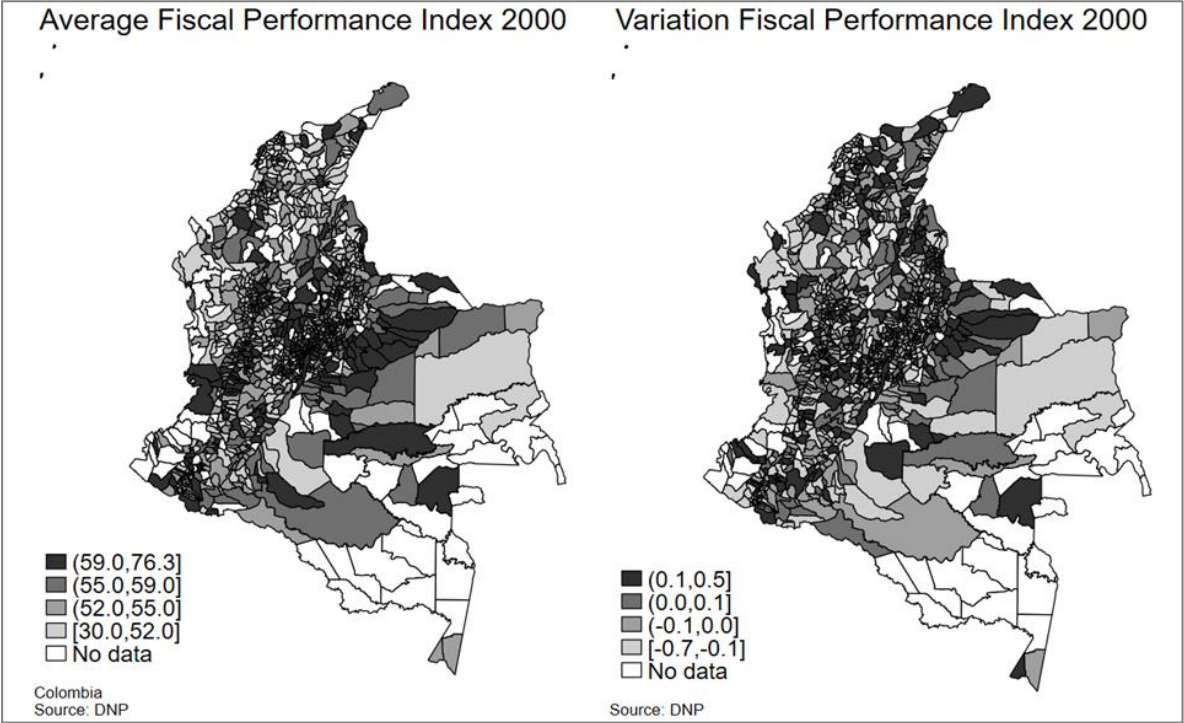 Average Fiscal Performance Index 2000
Variation Fiscal Performance Index 2000
(59.0,76.3]
(55.0,59.0]
(52.0,55.0]
[30.0,52.0]
No data
Colombia
Source: DNP
(0.1,0.5]
(0.0,0.1]
(-0.1,0.0]
[-0.7,-0.1]
No data
Source: DNP